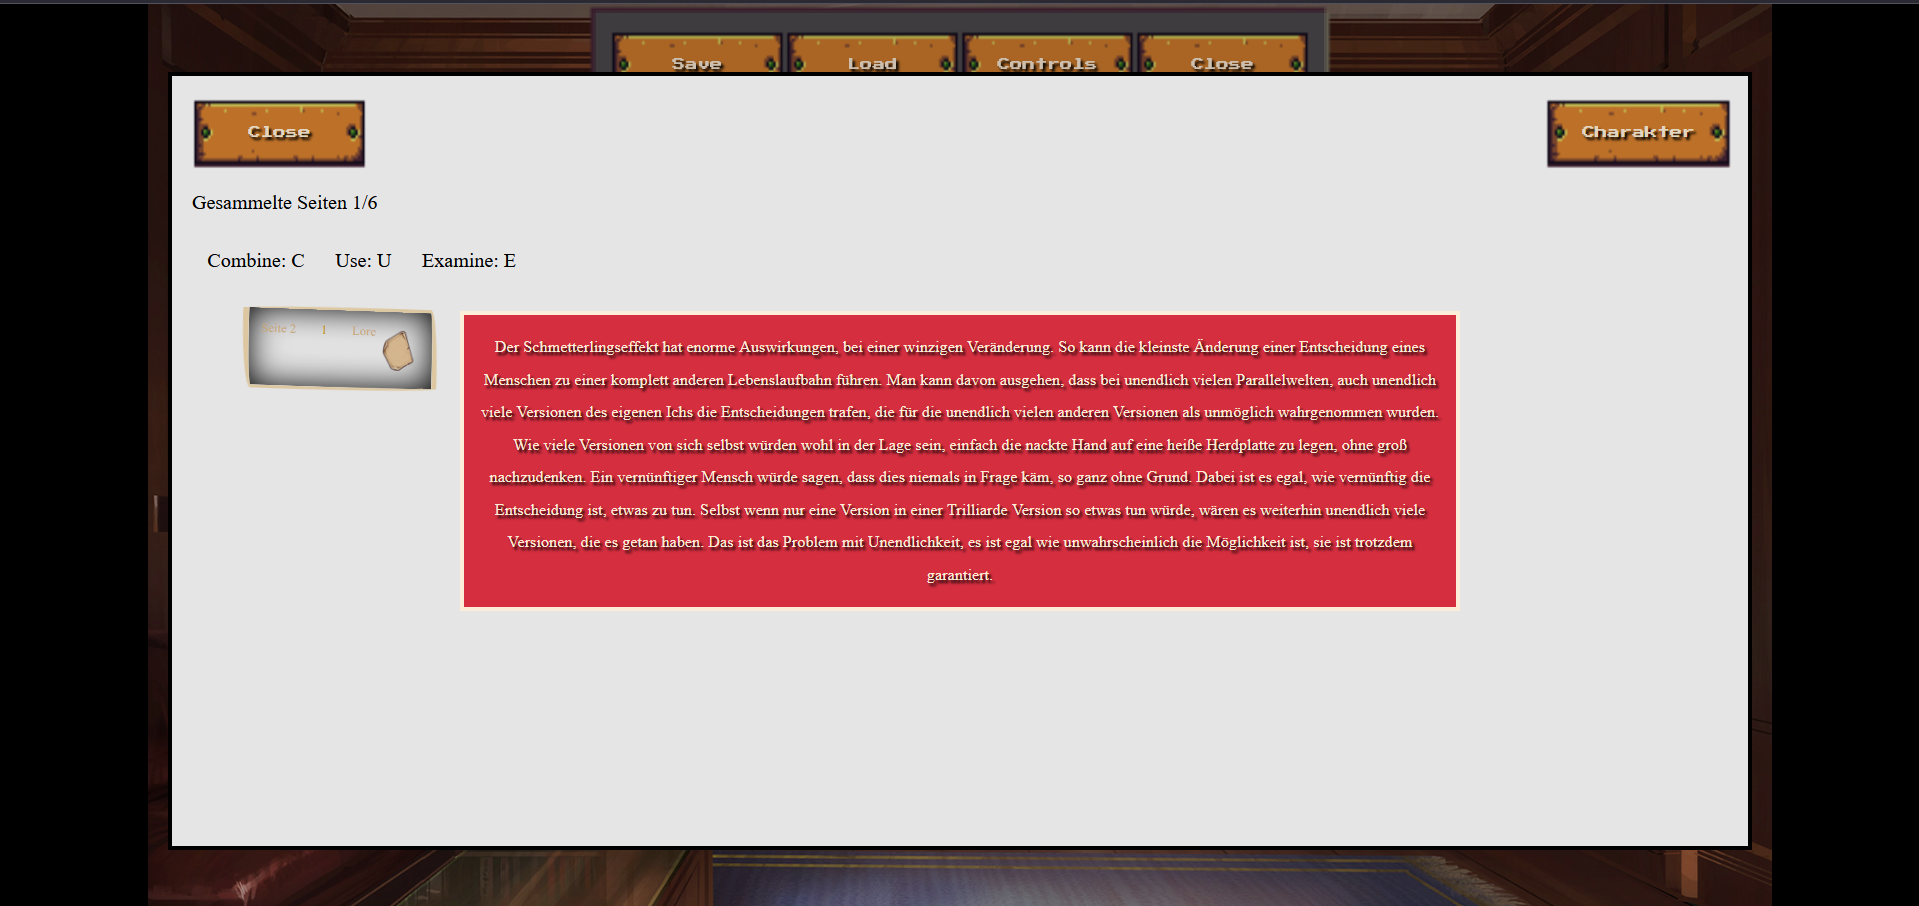 Save Load Controls Close
Close
Charakter
Gesammelte Seiten 1/6
Combine: C Use: U Examine: E
Seite 2 1 Lore
Der Schmetterlingseffekt hat enorme Auswirkungen, bei einer winzigen Veränderung. So kann die kleinste Änderung einer Entscheidung eines
Menschen zu einer komplett anderen Lebenslaufbahn führen. Man kann davon ausgehen, dass bei unendlich vielen Parallelwelten, auch unendlich
viele Versionen des eigenen Ichs die Entscheidungen trafen, die für die unendlich vielen anderen Versionen als unmöglich wahrgenommen wurden.
Wie viele Versionen von sich selbst würden wohl in der Lage sein, einfach die nackte Hand auf eine heiße Herdplatte zu legen, ohne groß
nachzudenken. Ein vernünftiger Mensch würde sagen, dass dies niemals in Frage käm, so ganz ohne Grund. Dabei ist es egal, wie vernünftig die
Entscheidung ist, etwas zu tun. Selbst wenn nur eine Version in einer Trilliarde Version so etwas tun würde, wären es weiterhin unendlich viele
Versionen, die es getan haben. Das ist das Problem mit Unendlichkeit, es ist egal wie unwahrscheinlich die Möglichkeit ist, sie ist trotzdem
garantiert.